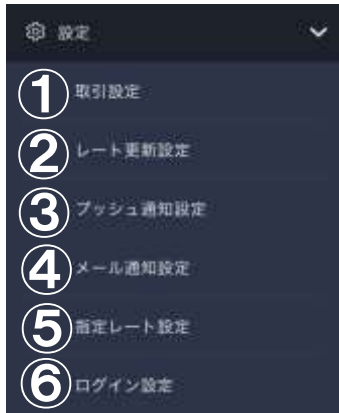 設定
① 取引設定
② レート更新設定
③ プッシュ通知設定
④ メール通知設定
⑤ 指定レート設定
⑥ ログイン設定